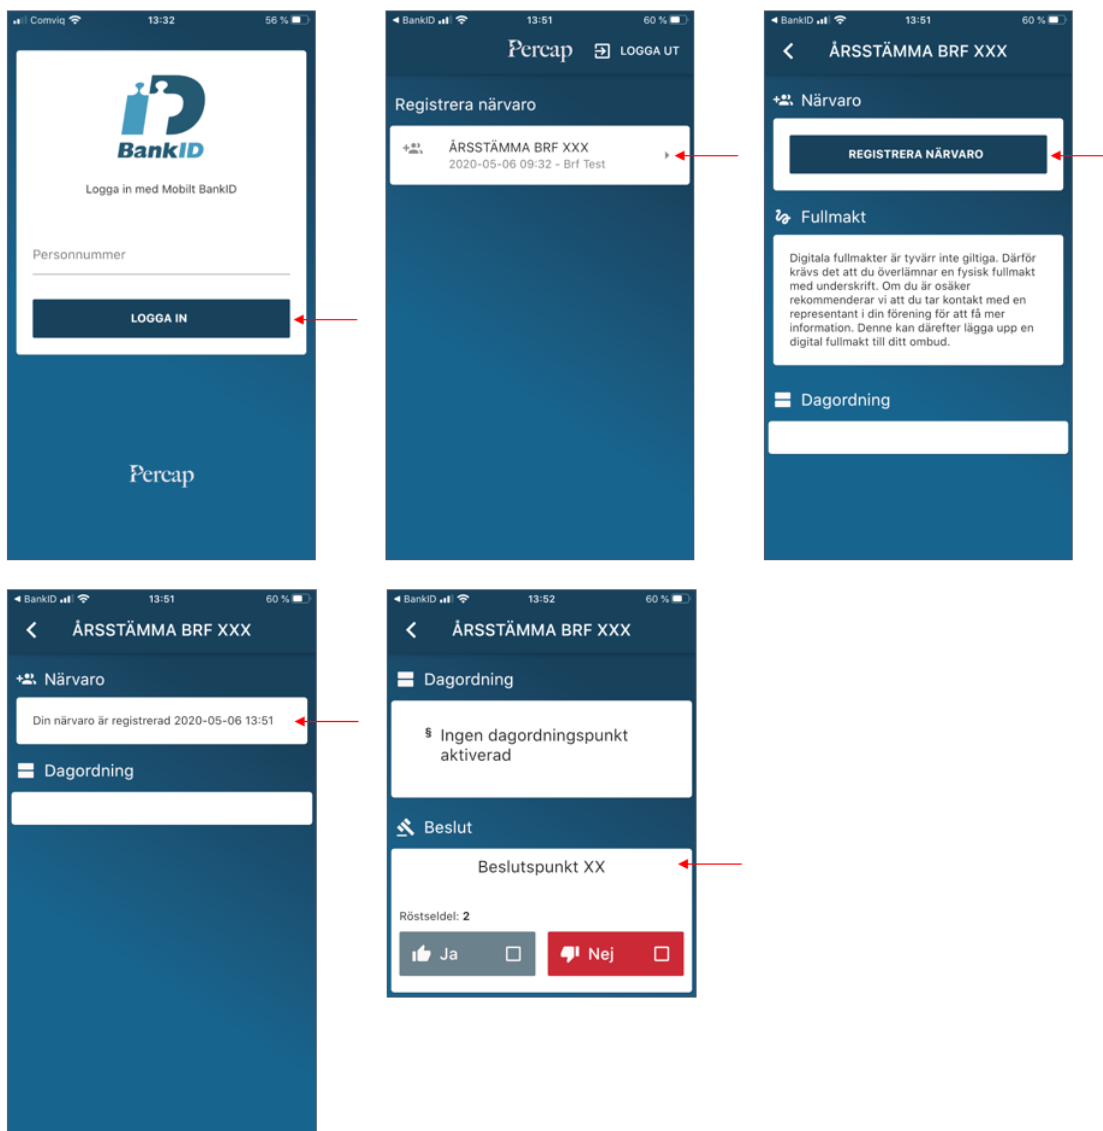 Comviq 13:32 56 %
BankID
Logga in med Mobilt BankID
Personnummer
LOGGA IN
Percap
BankID 13:51 60 %
Percap LOGGA UT
Registrera närvaro
ÅRSSTÄMMA BRF XXX
2020-05-06 09:32 - Brf Test
BankID 13:51 60 %
ÅRSSTÄMMA BRF XXX
Närvaro
REGISTRERA NÄRVARO
Fullmakt
Digitala fullmakter är tyvärr inte giltiga. Därför
krävs det att du överlämnar en fysisk fullmakt
med underskrift. Om du är osäker
rekommenderar vi att du tar kontakt med en
representant i din förening för att få mer
information. Denne kan därefter lägga upp en
digital fullmakt till ditt ombud.
Dagordning
BankID 13:51 60 %
ÅRSSTÄMMA BRF XXX
Närvaro
Din närvaro är registrerad 2020-05-06 13:51
Dagordning
BankID 13:52 60 %
ÅRSSTÄMMA BRF XXX
Dagordning
§ Ingen dagordningspunkt
aktiverad
Beslut
Beslutspunkt XX
Röstseldel: 2
Ja Nej